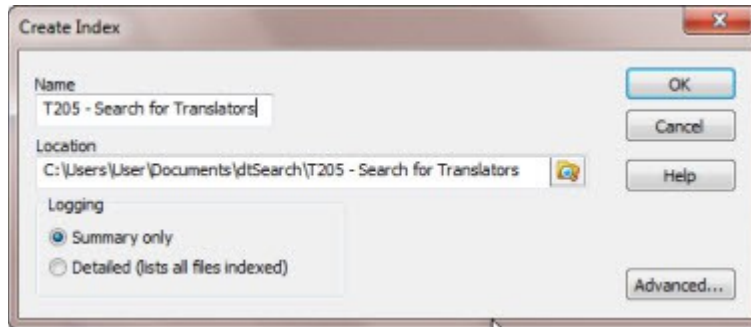 Create Index
Name
T205 - Search for Translators
Location
C:\Users\User\Documents\dtSearch\T205 - Search for Translators
Logging
Summary only
Detailed (lists all files indexed)
OK
Cancel
Help
Advanced...